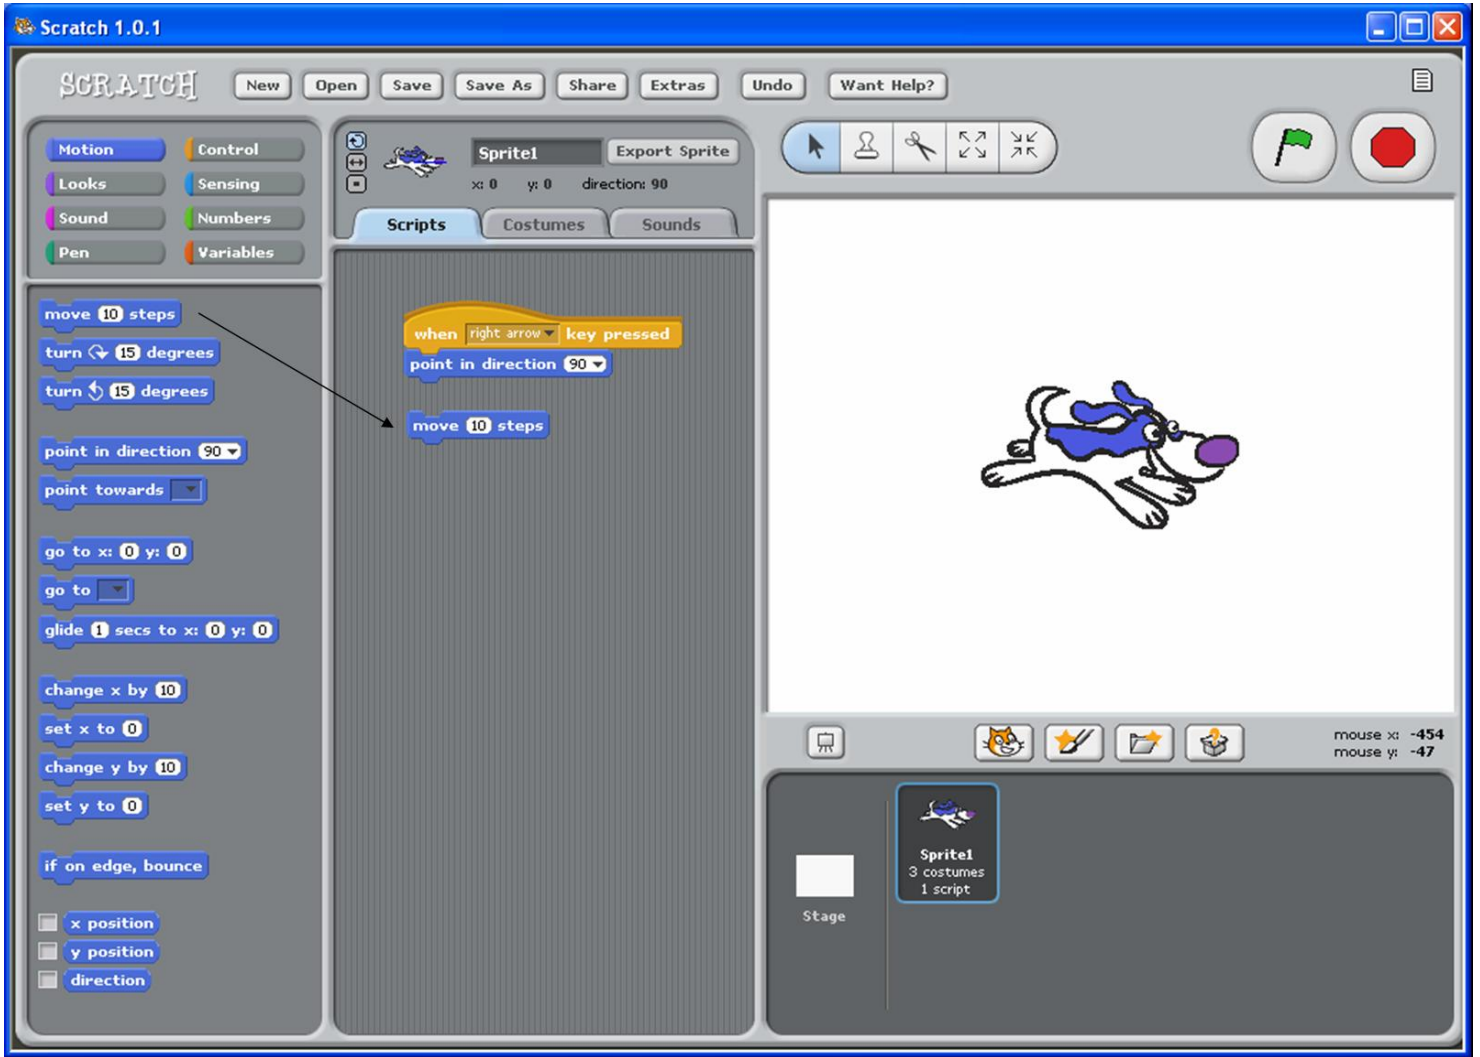 Scratch 1.0.1
SCRATCH New Open Save Save As Share Extras Undo Want Help?
Motion Control
Looks Sensing
Sound Numbers
Pen Variables
move 10 steps
turn 15 degrees
turn 15 degrees
point in direction 90
point towards
go to x: 0 y: 0
go to
glide 1 secs to x: 0 y: 0
change x by 10
set x to 0
change y by 10
set y to 0
if on edge, bounce
x position
y position
direction
Sprite1 Export Sprite
x: 0 y: 0 direction: 90
Scripts Costumes Sounds
when right arrow key pressed
point in direction 90
move 10 steps
mouse x: -454
mouse y: -47
Stage
Sprite1
3 costumes
1 script